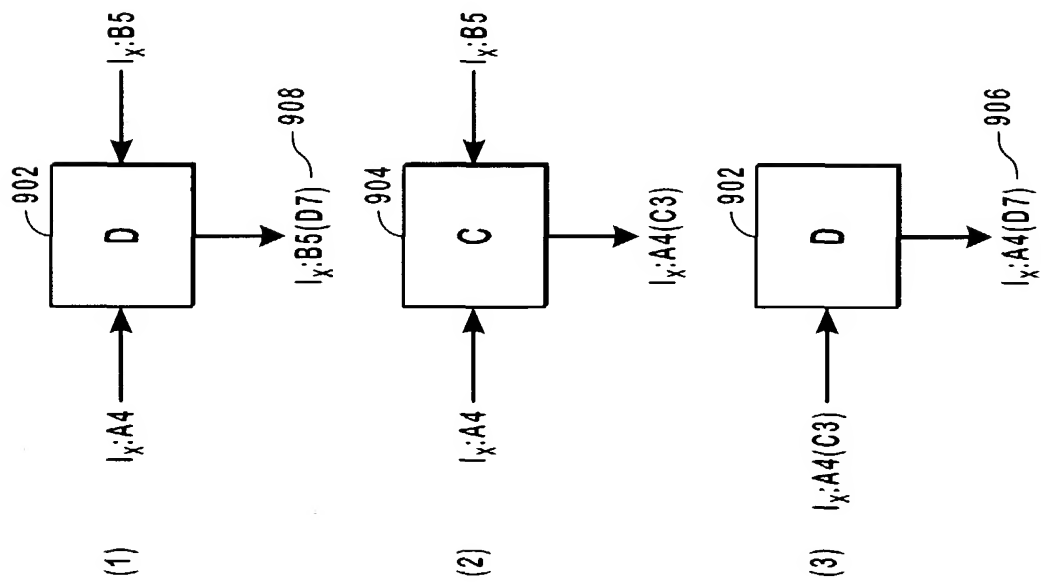 902
(1) Iₓ:A4 D Iₓ:B5
Iₓ:B5(D7) 908
904
(2) Iₓ:A4 C Iₓ:B5
Iₓ:A4(C3)
902
(3) Iₓ:A4(C3) D
Iₓ:A4(D7) 906